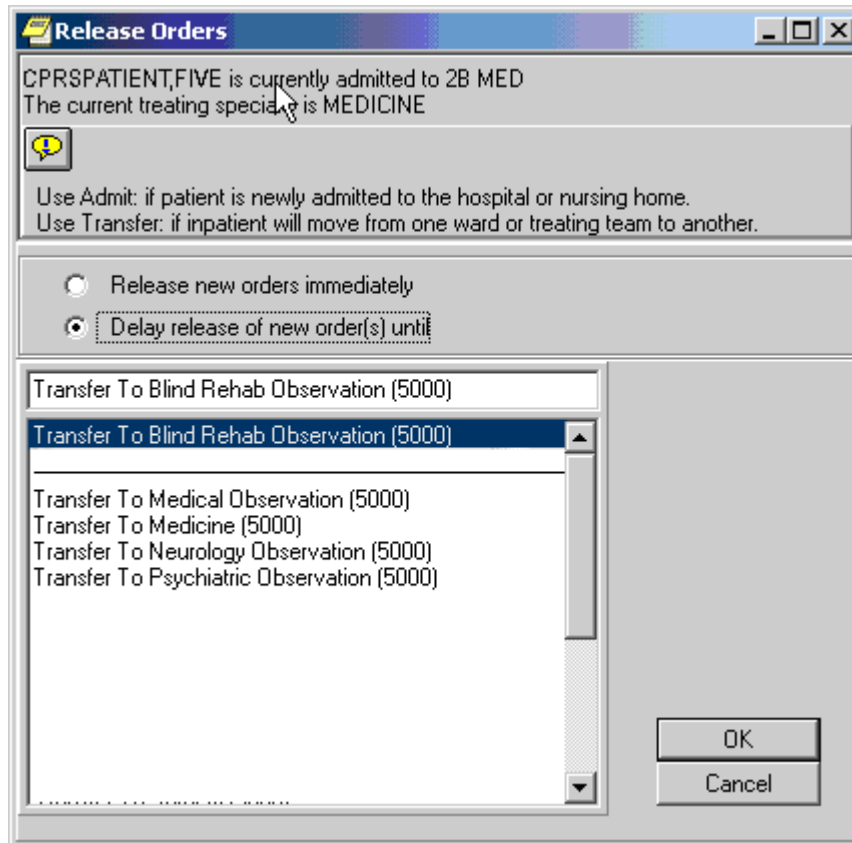 Release Orders
CPRSPATIENT,FIVE is currently admitted to 2B MED
The current treating specialty is MEDICINE
Use Admit: if patient is newly admitted to the hospital or nursing home.
Use Transfer: if inpatient will move from one ward or treating team to another.
Release new orders immediately
Delay release of new order(s) until
Transfer To Blind Rehab Observation (5000)
Transfer To Blind Rehab Observation (5000)
Transfer To Medical Observation (5000)
Transfer To Medicine (5000)
Transfer To Neurology Observation (5000)
Transfer To Psychiatric Observation (5000)
OK
Cancel